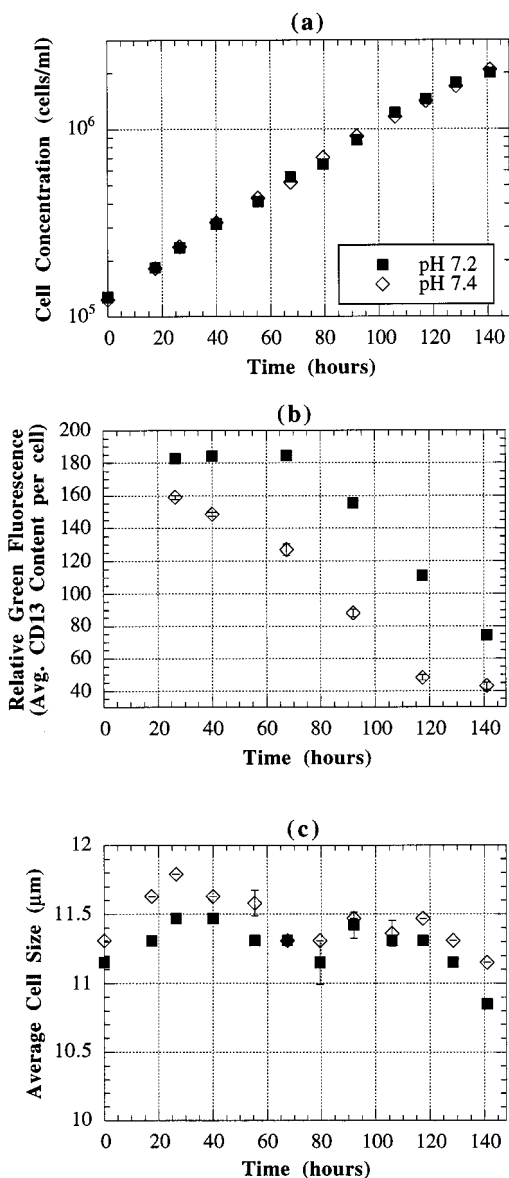 (a)
Cell Concentration (cells/ml)
10^6
10^5
pH 7.2
pH 7.4
0 20 40 60 80 100 120 140
Time (hours)
(b)
Relative Green Fluorescence
(Avg. CD13 Content per cell)
200
180
160
140
120
100
80
60
40
0 20 40 60 80 100 120 140
Time (hours)
(c)
Average Cell Size (μm)
12
11.5
11
10.5
10
0 20 40 60 80 100 120 140
Time (hours)